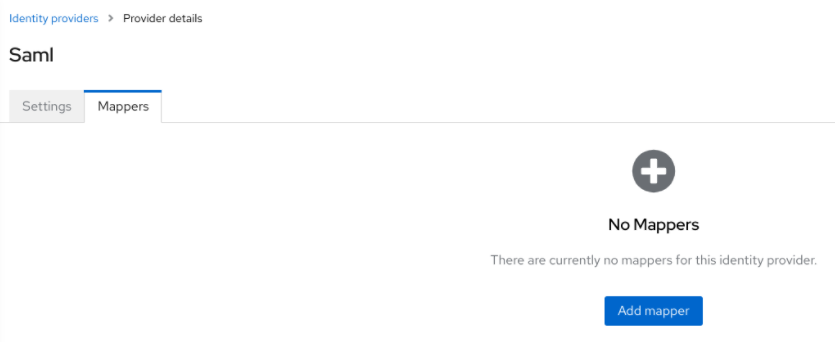 Identity providers > Provider details
Saml
Settings Mappers
No Mappers
There are currently no mappers for this identity provider.
Add mapper